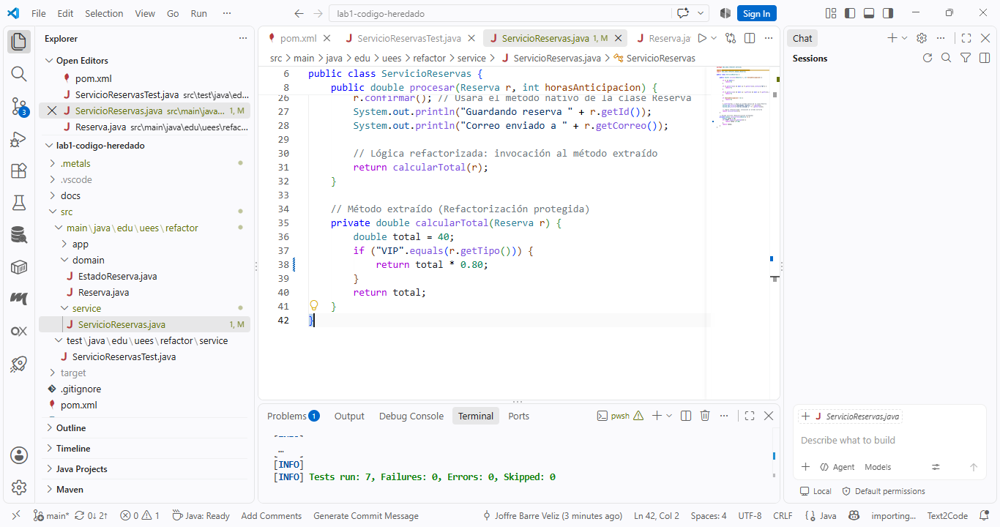 File Edit Selection View Go Run ··· lab1-codigo-heredado Sign In
Explorer
Open Editors
pom.xml
ServicioReservasTest.java src\test\java\ed...
ServicioReservas.java src\main\java... 1, M
Reserva.java src\main\java\edu\uees\refac...
lab1-codigo-heredado
.metals
.vscode
docs
src
main\java\edu\uees\refactor
app
domain
EstadoReserva.java
Reserva.java
service
ServicioReservas.java 1, M
test\java\edu\uees\refactor\service
ServicioReservasTest.java
target
.gitignore
pom.xml
Outline
Timeline
Java Projects
Maven
3
pom.xml ServicioReservasTest.java ServicioReservas.java 1, M Reserva.ja
src > main > java > edu > uees > refactor > service > ServicioReservas.java > ServicioReservas
6 public class ServicioReservas {
8 public double procesar(Reserva r, int horasAnticipacion) {
26 r.confirmar(); // Usará el método nativo de la clase Reserva
27 System.out.println("Guardando reserva " + r.getId());
28 System.out.println("Correo enviado a " + r.getCorreo());
29
30 // Lógica refactorizada: invocación al método extraído
31 return calcularTotal(r);
32 }
33
34 // Método extraído (Refactorización protegida)
35 private double calcularTotal(Reserva r) {
36 double total = 40;
37 if ("VIP".equals(r.getTipo())) {
38 return total * 0.80;
39 }
40 return total;
41 }
42 }
Problems 1 Output Debug Console Terminal Ports pwsh
[INFO]
[INFO] Tests run: 7, Failures: 0, Errors: 0, Skipped: 0
Chat
Sessions
ServicioReservas.java
Describe what to build
Agent Models
Local Default permissions
main* 0↓ 2↑ 0 1 Java: Ready Add Comments Generate Commit Message Joffre Barre Veliz (3 minutes ago) Ln 42, Col 2 Spaces: 4 UTF-8 CRLF {} Java importing... Text2Code